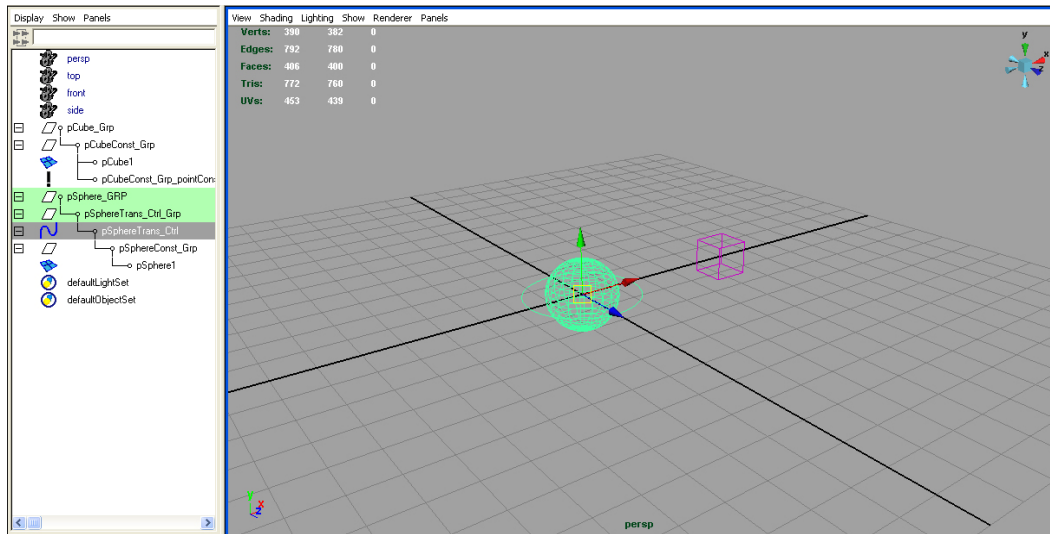 Display Show Panels
persp
top
front
side
pCube_Grp
pCubeConst_Grp
pCube1
pCubeConst_Grp_pointCons
pSphere_GRP
pSphereTrans_Ctrl_Grp
pSphereTrans_Ctrl
pSphereConst_Grp
pSphere1
defaultLightSet
defaultObjectSet
View Shading Lighting Show Renderer Panels
Verts: 390 382 0
Edges: 792 780 0
Faces: 406 400 0
Tris: 772 760 0
UVs: 453 439 0
y
x
z
Y
X
Z
persp